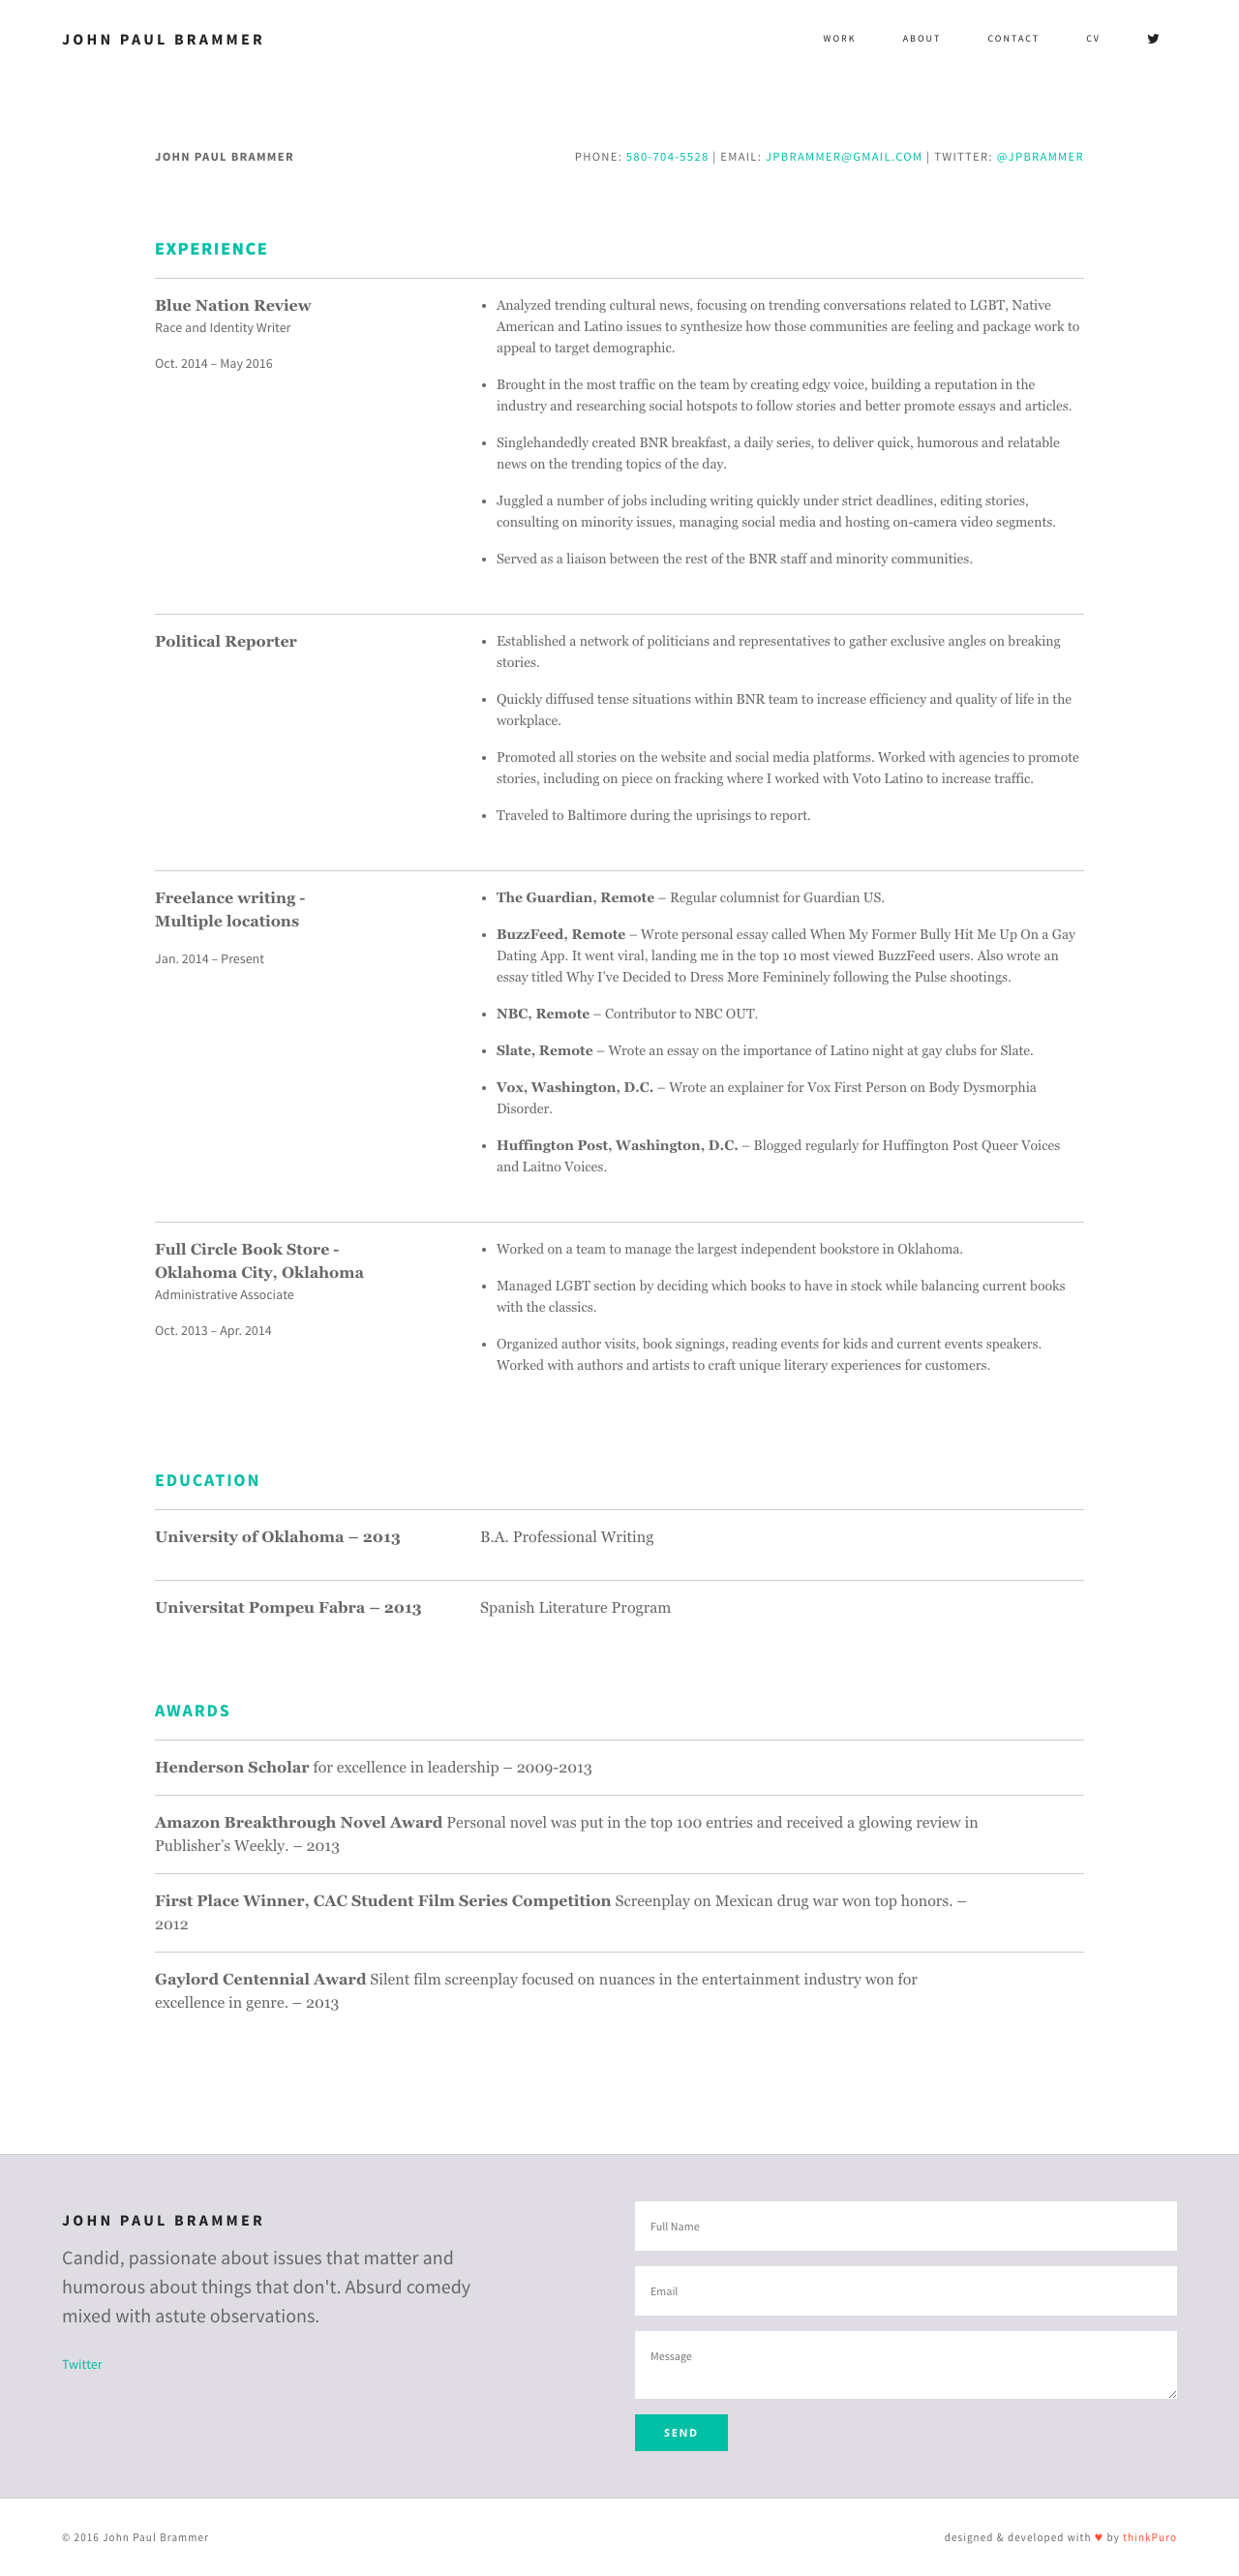 JOHN PAUL BRAMMER
WORK ABOUT CONTACT CV
JOHN PAUL BRAMMER
PHONE: 580-704-5528 | EMAIL: JPBRAMMER@GMAIL.COM | TWITTER: @JPBRAMMER
EXPERIENCE
Blue Nation Review
Race and Identity Writer
Oct. 2014 – May 2016
• Analyzed trending cultural news, focusing on trending conversations related to LGBT, Native
American and Latino issues to synthesize how those communities are feeling and package work to
appeal to target demographic.
• Brought in the most traffic on the team by creating edgy voice, building a reputation in the
industry and researching social hotspots to follow stories and better promote essays and articles.
• Singlehandedly created BNR breakfast, a daily series, to deliver quick, humorous and relatable
news on the trending topics of the day.
• Juggled a number of jobs including writing quickly under strict deadlines, editing stories,
consulting on minority issues, managing social media and hosting on-camera video segments.
• Served as a liaison between the rest of the BNR staff and minority communities.
Political Reporter
• Established a network of politicians and representatives to gather exclusive angles on breaking
stories.
• Quickly diffused tense situations within BNR team to increase efficiency and quality of life in the
workplace.
• Promoted all stories on the website and social media platforms. Worked with agencies to promote
stories, including on piece on fracking where I worked with Voto Latino to increase traffic.
• Traveled to Baltimore during the uprisings to report.
Freelance writing -
Multiple locations
Jan. 2014 – Present
• The Guardian, Remote – Regular columnist for Guardian US.
• BuzzFeed, Remote – Wrote personal essay called When My Former Bully Hit Me Up On a Gay
Dating App. It went viral, landing me in the top 10 most viewed BuzzFeed users. Also wrote an
essay titled Why I’ve Decided to Dress More Femininely following the Pulse shootings.
• NBC, Remote – Contributor to NBC OUT.
• Slate, Remote – Wrote an essay on the importance of Latino night at gay clubs for Slate.
• Vox, Washington, D.C. – Wrote an explainer for Vox First Person on Body Dysmorphia
Disorder.
• Huffington Post, Washington, D.C. – Blogged regularly for Huffington Post Queer Voices
and Laitno Voices.
Full Circle Book Store -
Oklahoma City, Oklahoma
Administrative Associate
Oct. 2013 – Apr. 2014
• Worked on a team to manage the largest independent bookstore in Oklahoma.
• Managed LGBT section by deciding which books to have in stock while balancing current books
with the classics.
• Organized author visits, book signings, reading events for kids and current events speakers.
Worked with authors and artists to craft unique literary experiences for customers.
EDUCATION
University of Oklahoma – 2013 B.A. Professional Writing
Universitat Pompeu Fabra – 2013 Spanish Literature Program
AWARDS
Henderson Scholar for excellence in leadership – 2009-2013
Amazon Breakthrough Novel Award Personal novel was put in the top 100 entries and received a glowing review in
Publisher’s Weekly. – 2013
First Place Winner, CAC Student Film Series Competition Screenplay on Mexican drug war won top honors. –
2012
Gaylord Centennial Award Silent film screenplay focused on nuances in the entertainment industry won for
excellence in genre. – 2013
JOHN PAUL BRAMMER
Candid, passionate about issues that matter and
humorous about things that don't. Absurd comedy
mixed with astute observations.
Twitter
Full Name
Email
Message
SEND
© 2016 John Paul Brammer
designed & developed with ♥ by thinkPuro